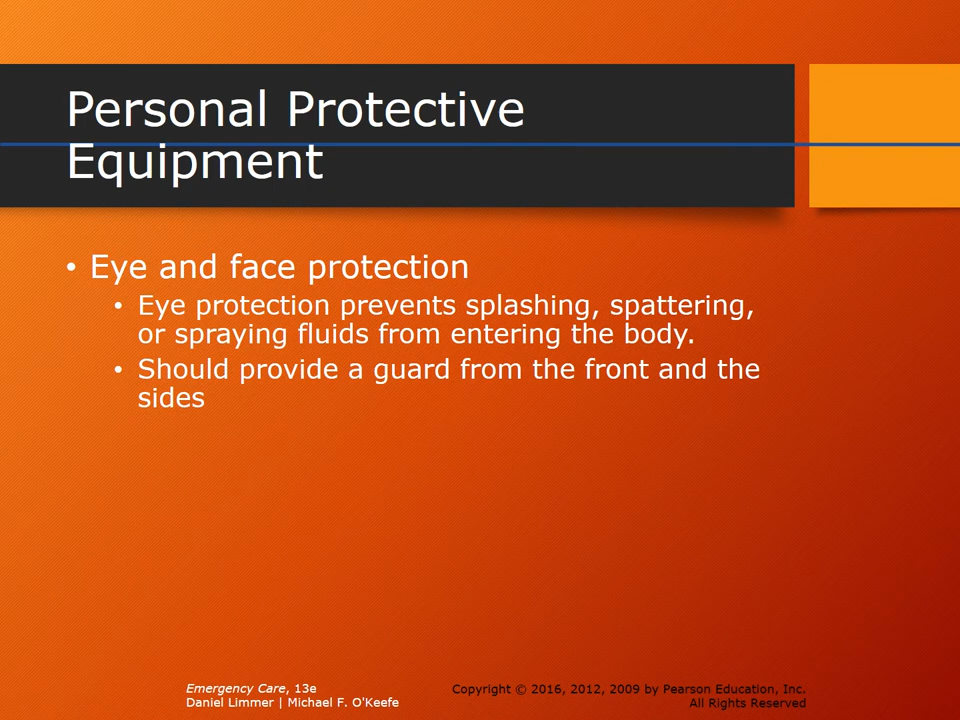 Personal Protective
Equipment
• Eye and face protection
• Eye protection prevents splashing, spattering,
or spraying fluids from entering the body.
• Should provide a guard from the front and the
sides
Emergency Care, 13e
Daniel Limmer | Michael F. O'Keefe
Copyright © 2016, 2012, 2009 by Pearson Education, Inc.
All Rights Reserved